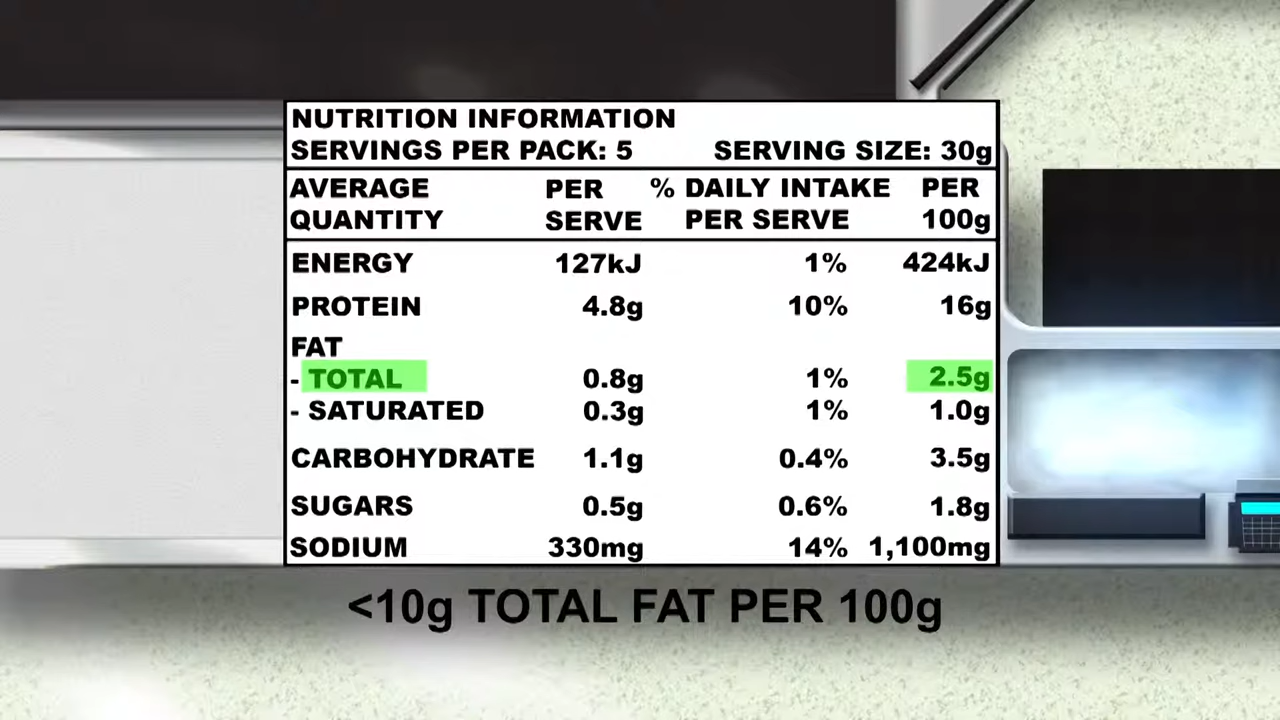 NUTRITION INFORMATION
SERVINGS PER PACK: 5 SERVING SIZE: 30g
AVERAGE QUANTITY PER SERVE % DAILY INTAKE PER SERVE PER 100g
ENERGY 127kJ 1% 424kJ
PROTEIN 4.8g 10% 16g
FAT
- TOTAL 0.8g 1% 2.5g
- SATURATED 0.3g 1% 1.0g
CARBOHYDRATE 1.1g 0.4% 3.5g
SUGARS 0.5g 0.6% 1.8g
SODIUM 330mg 14% 1,100mg
<10g TOTAL FAT PER 100g